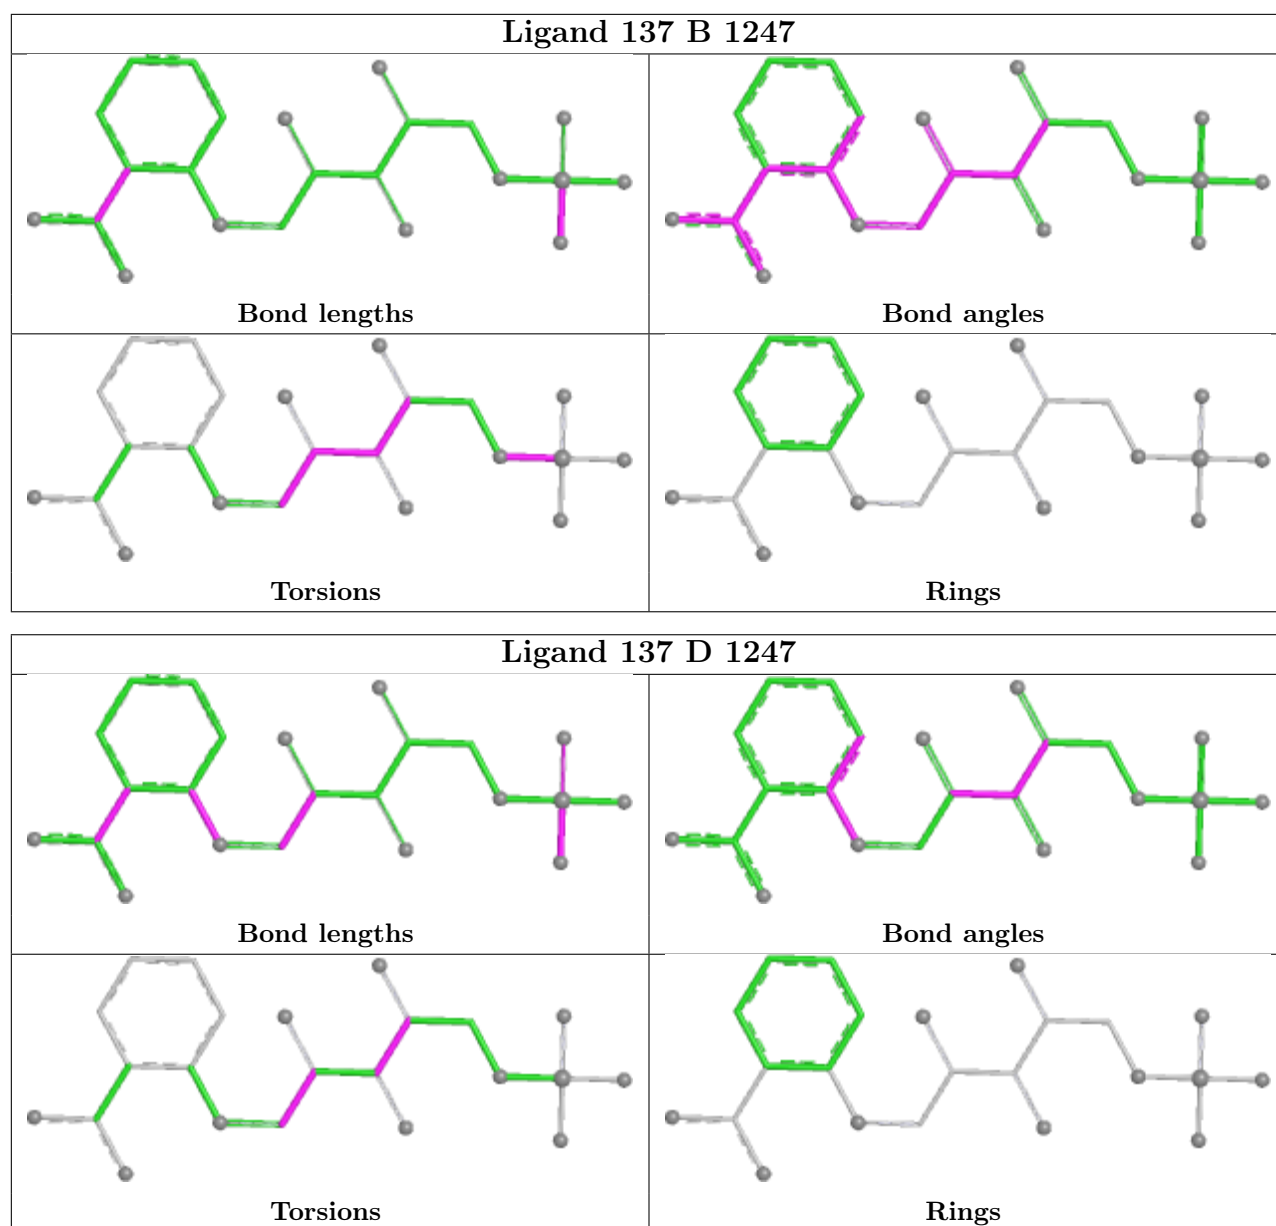 Ligand 137 B 1247
Bond lengths
Bond angles
Torsions
Rings
Ligand 137 D 1247
Bond lengths
Bond angles
Torsions
Rings